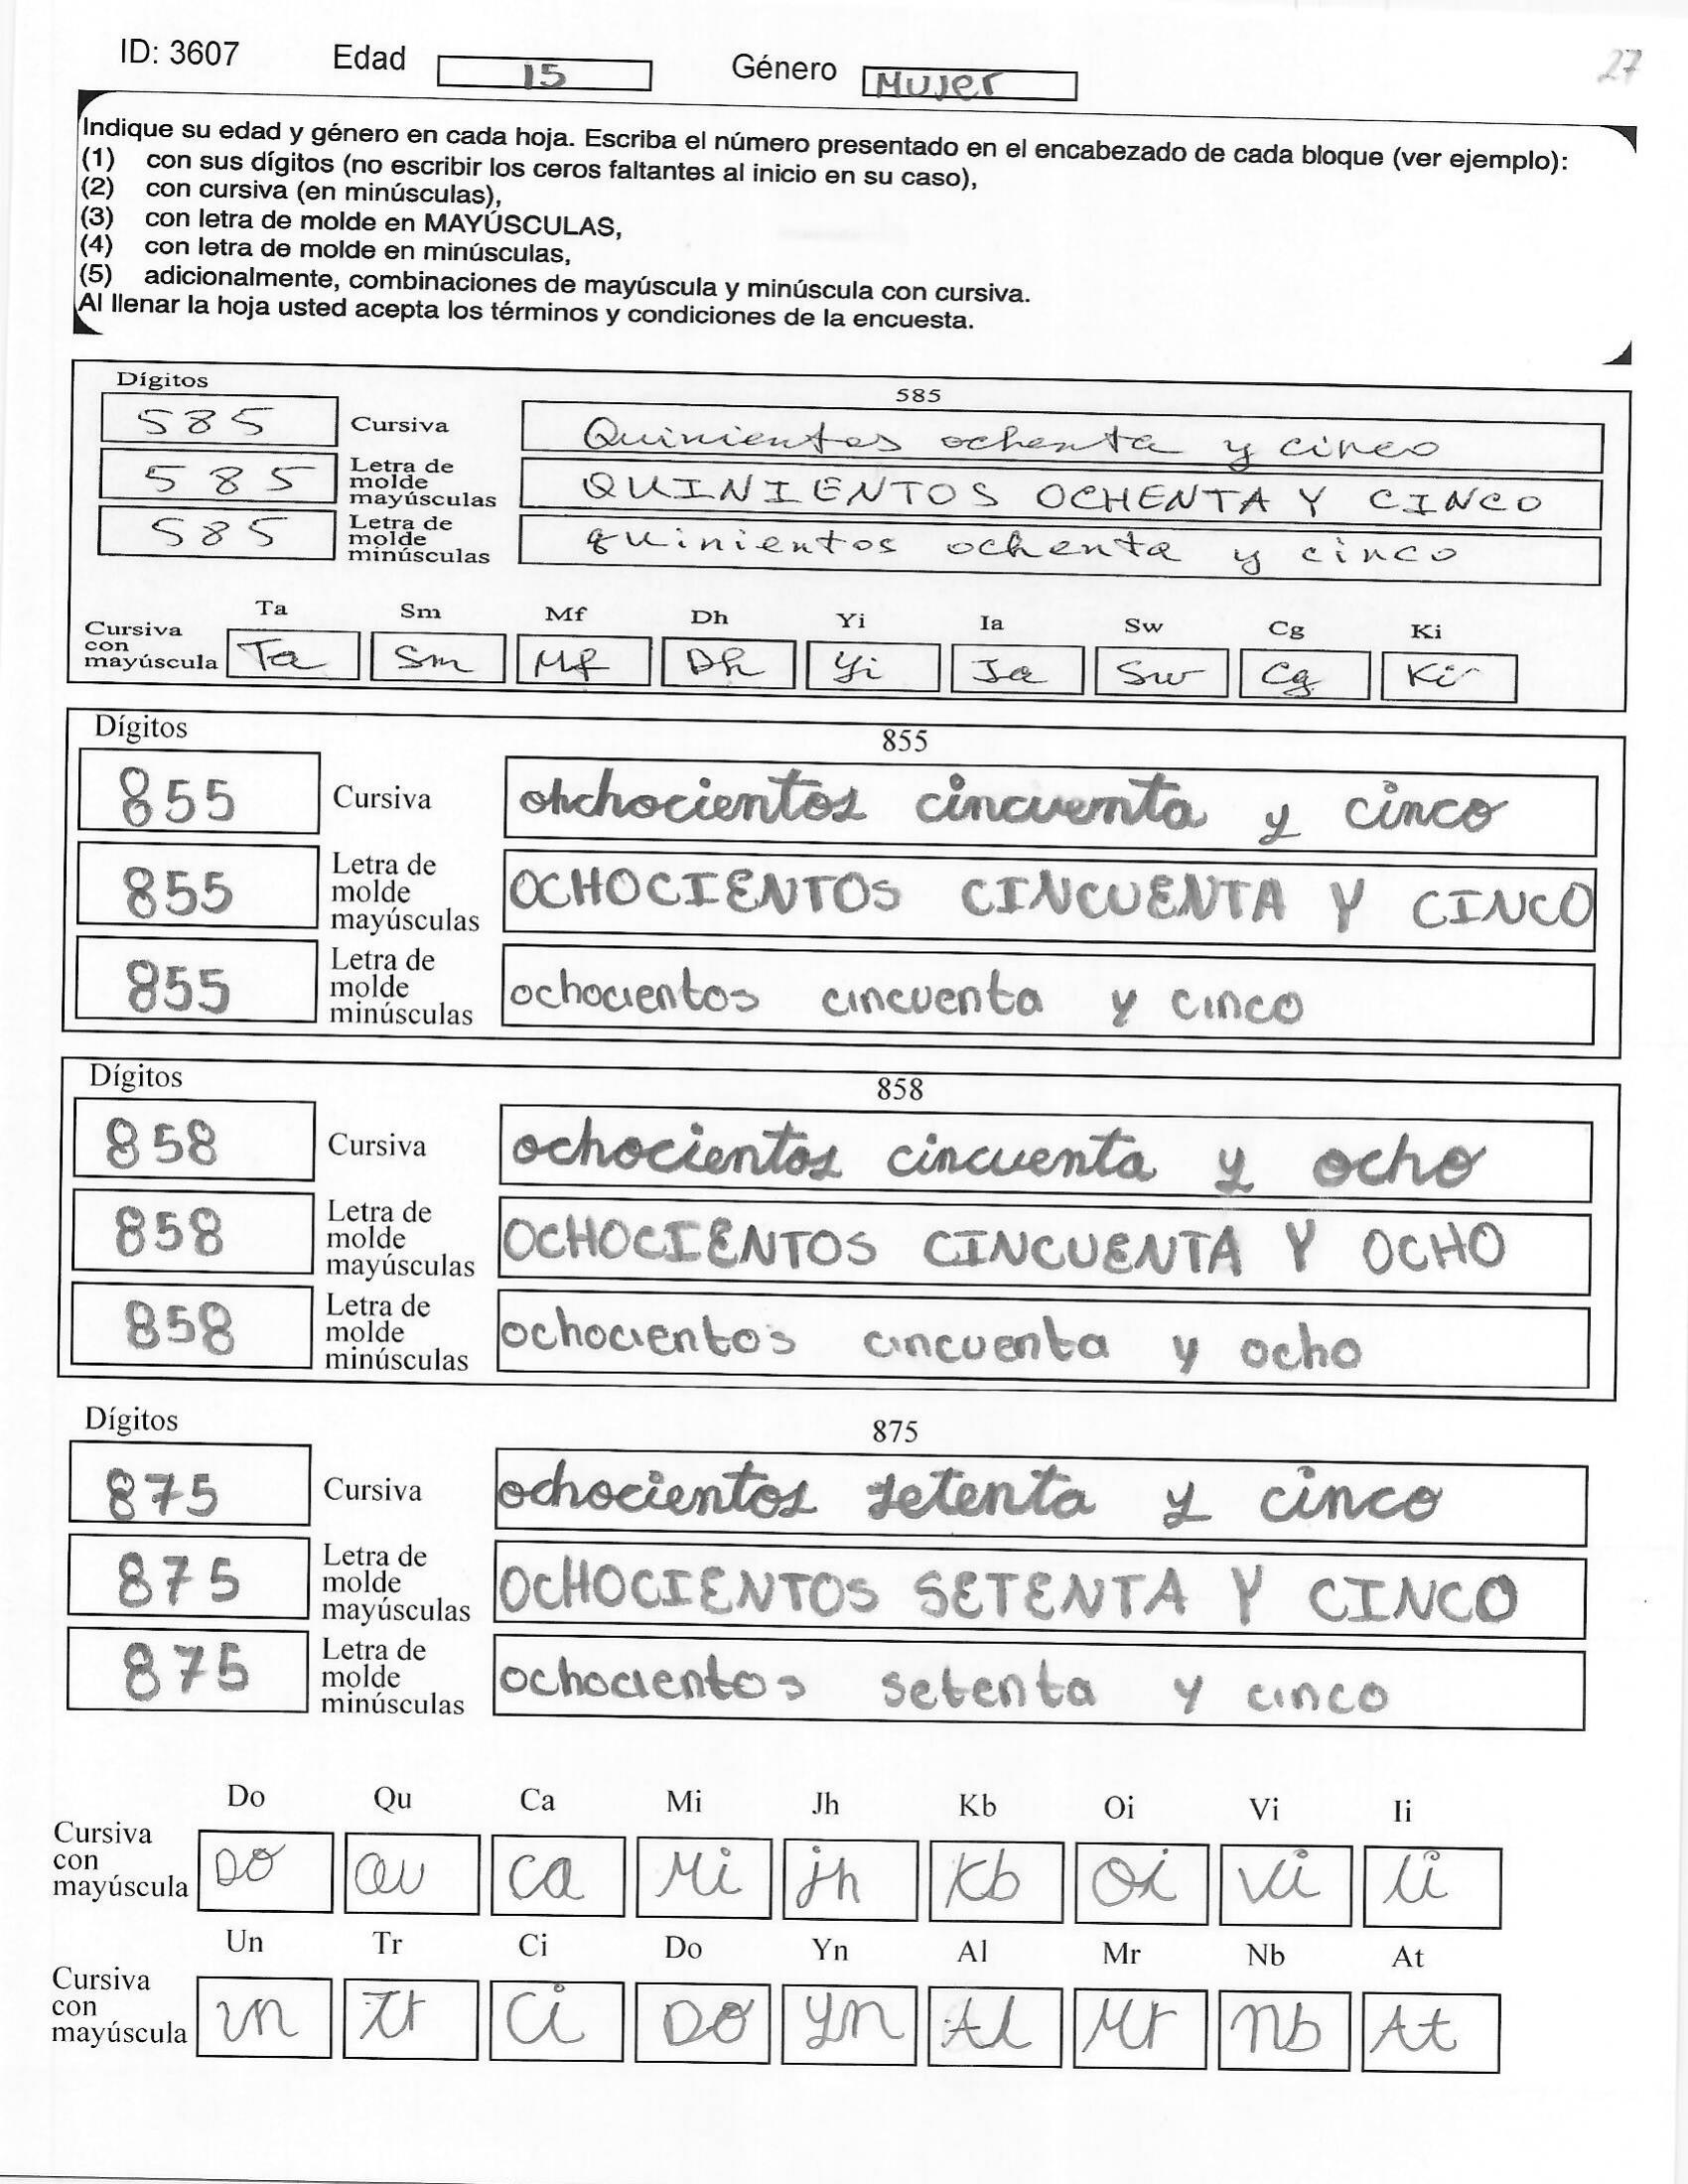 ID: 3607 Edad 15 Género Mujer 27
Indique su edad y género en cada hoja. Escriba el número presentado en el encabezado de cada bloque (ver ejemplo):
(1) con sus dígitos (no escribir los ceros faltantes al inicio en su caso),
(2) con cursiva (en minúsculas),
(3) con letra de molde en MAYÚSCULAS,
(4) con letra de molde en minúsculas,
(5) adicionalmente, combinaciones de mayúscula y minúscula con cursiva.
Al llenar la hoja usted acepta los términos y condiciones de la encuesta.
Dígitos 585
585 Cursiva Quinientos ochenta y cinco
585 Letra de molde mayúsculas QUINIENTOS OCHENTA Y CINCO
585 Letra de molde minúsculas quinientos ochenta y cinco
Ta Sm Mf Dh Yi Ia Sw Cg Ki
Cursiva con mayúscula Ta Sm Mf Dh Yi Ia Sw Cg Ki
Dígitos 855
855 Cursiva ohchocientos cincuemta y cinco
855 Letra de molde mayúsculas OCHOCIENTOS CINCUENTA Y CINCO
855 Letra de molde minúsculas ochocientos cincuenta y cinco
Dígitos 858
858 Cursiva ochocientos cincuenta y ocho
858 Letra de molde mayúsculas OCHOCIENTOS CINCUENTA Y OCHO
858 Letra de molde minúsculas ochocientos cincuenta y ocho
Dígitos 875
875 Cursiva ochocientos setenta y cinco
875 Letra de molde mayúsculas OCHOCIENTOS SETENTA Y CINCO
875 Letra de molde minúsculas ochocientos setenta y cinco
Do Qu Ca Mi Jh Kb Oi Vi Ii
Cursiva con mayúscula Do Qu Ca Mi jh Kb Oi Vi Ii
Un Tr Ci Do Yn Al Mr Nb At
Cursiva con mayúscula Un Tr Ci Do Yn Al Mr Nb At